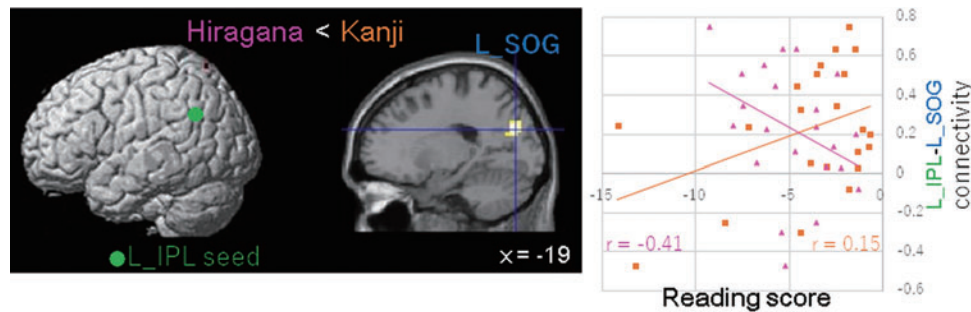 Hiragana < Kanji
L_SOG
L_IPL seed
x = -19
0.8
0.6
0.4
0.2
0
-0.2
-0.4
-0.6
-15
-10
-5
0
r = -0.41
r = 0.15
Reading score
L_IPL-L_SOG
connectivity